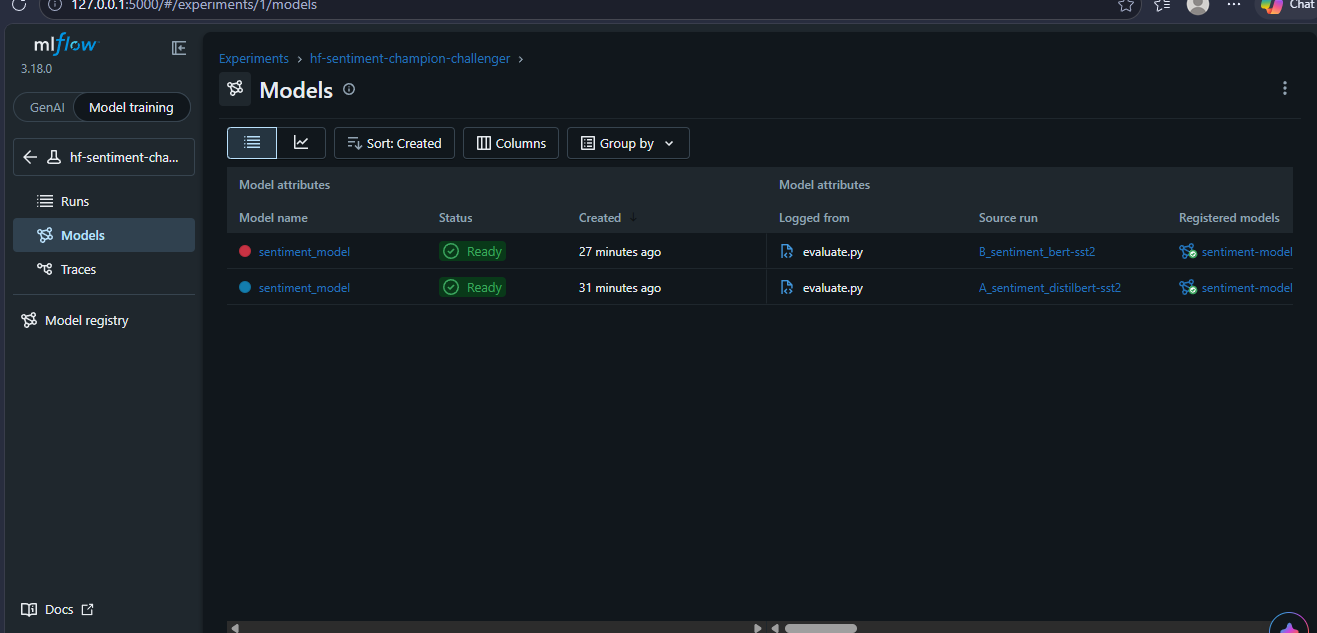 127.0.0.1:5000/#/experiments/1/models
Chat
mlflow
3.18.0
GenAI
Model training
hf-sentiment-cha...
Runs
Models
Traces
Model registry
Docs
Experiments > hf-sentiment-champion-challenger >
Models
Sort: Created
Columns
Group by
Model attributes
Model attributes
Model name Status Created Logged from Source run Registered models
sentiment_model Ready 27 minutes ago evaluate.py B_sentiment_bert-sst2 sentiment-model
sentiment_model Ready 31 minutes ago evaluate.py A_sentiment_distilbert-sst2 sentiment-model